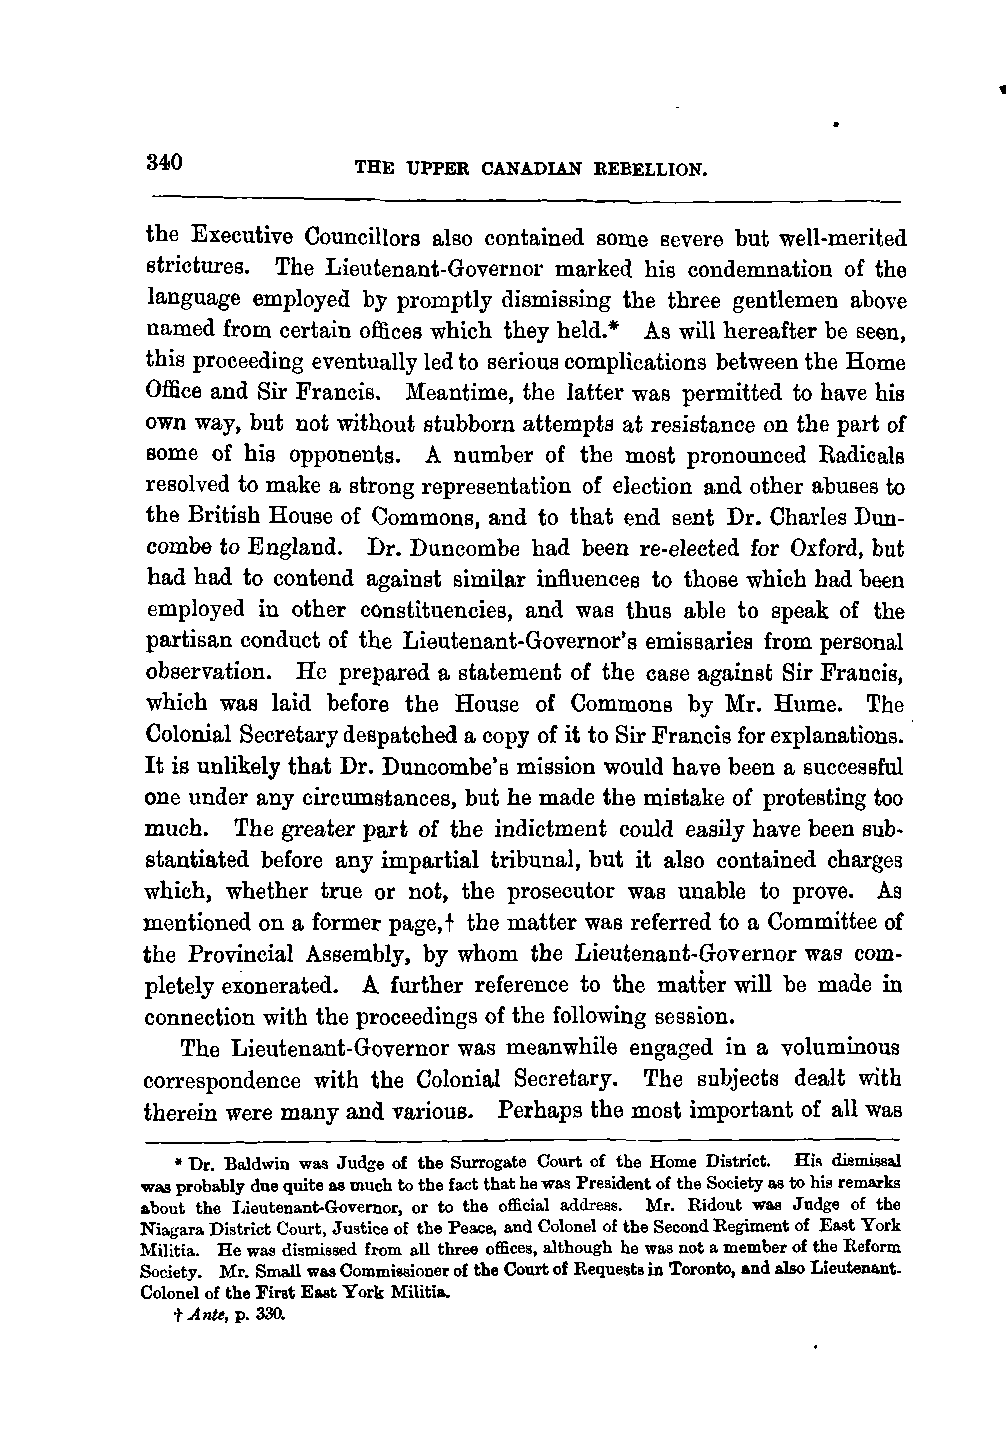 340 THE UPPER CANADIAN REBELLION.
the Executive Councillors also contained some severe but well-merited
strictures. The Lieutenant-Governor marked his condemnation of the
language employed by promptly dismissing the three gentlemen above
named from certain offices which they held.* As will hereafter be seen,
this proceeding eventually led to serious complications between the Home
Office and Sir Francis. Meantime, the latter was permitted to have his
own way, but not without stubborn attempts at resistance on the part of
some of his opponents. A number of the most pronounced Radicals
resolved to make a strong representation of election and other abuses to
the British House of Commons, and to that end sent Dr. Charles Dun-
combe to England. Dr. Duncombe had been re-elected for Oxford, but
had had to contend against similar influences to those which had been
employed in other constituencies, and was thus able to speak of the
partisan conduct of the Lieutenant-Governor's emissaries from personal
observation. He prepared a statement of the case against Sir Francis,
which was laid before the House of Commons by Mr. Hume. The
Colonial Secretary despatched a copy of it to Sir Francis for explanations.
It is unlikely that Dr. Duncombe's mission would have been a successful
one under any circumstances, but he made the mistake of protesting too
much. The greater part of the indictment could easily have been sub-
stantiated before any impartial tribunal, but it also contained charges
which, whether true or not, the prosecutor was unable to prove. As
mentioned on a former page,† the matter was referred to a Committee of
the Provincial Assembly, by whom the Lieutenant-Governor was com-
pletely exonerated. A further reference to the matter will be made in
connection with the proceedings of the following session.
The Lieutenant-Governor was meanwhile engaged in a voluminous
correspondence with the Colonial Secretary. The subjects dealt with
therein were many and various. Perhaps the most important of all was
* Dr. Baldwin was Judge of the Surrogate Court of the Home District. His dismissal
was probably due quite as much to the fact that he was President of the Society as to his remarks
about the Lieutenant-Governor, or to the official address. Mr. Ridout was Judge of the
Niagara District Court, Justice of the Peace, and Colonel of the Second Regiment of East York
Militia. He was dismissed from all three offices, although he was not a member of the Reform
Society. Mr. Small was Commissioner of the Court of Requests in Toronto, and also Lieutenant-
Colonel of the First East York Militia.
† Ante, p. 330.